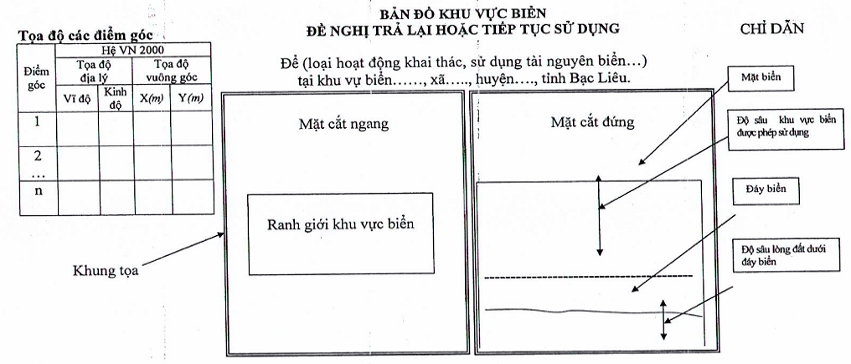 BẢN ĐỒ KHU VỰC BIỂN
ĐỀ NGHỊ TRẢ LẠI HOẶC TIẾP TỤC SỬ DỤNG
Để (loại hoạt động khai thác, sử dụng tài nguyên biển…)
tại khu vự biển……, xã….., huyện…., tỉnh Bạc Liêu.
Tọa độ các điểm góc
Điểm góc
Hệ VN 2000
Tọa độ địa lý
Tọa độ vuông góc
Vĩ độ
Kinh độ
X(m)
Y(m)
1
2
…
n
Khung tọa
Mặt cắt ngang
Ranh giới khu vực biển
Mặt cắt đứng
CHỈ DẪN
Mặt biển
Độ sâu khu vực biển
được phép sử dụng
Đáy biển
Độ sâu lòng đất dưới
đáy biển